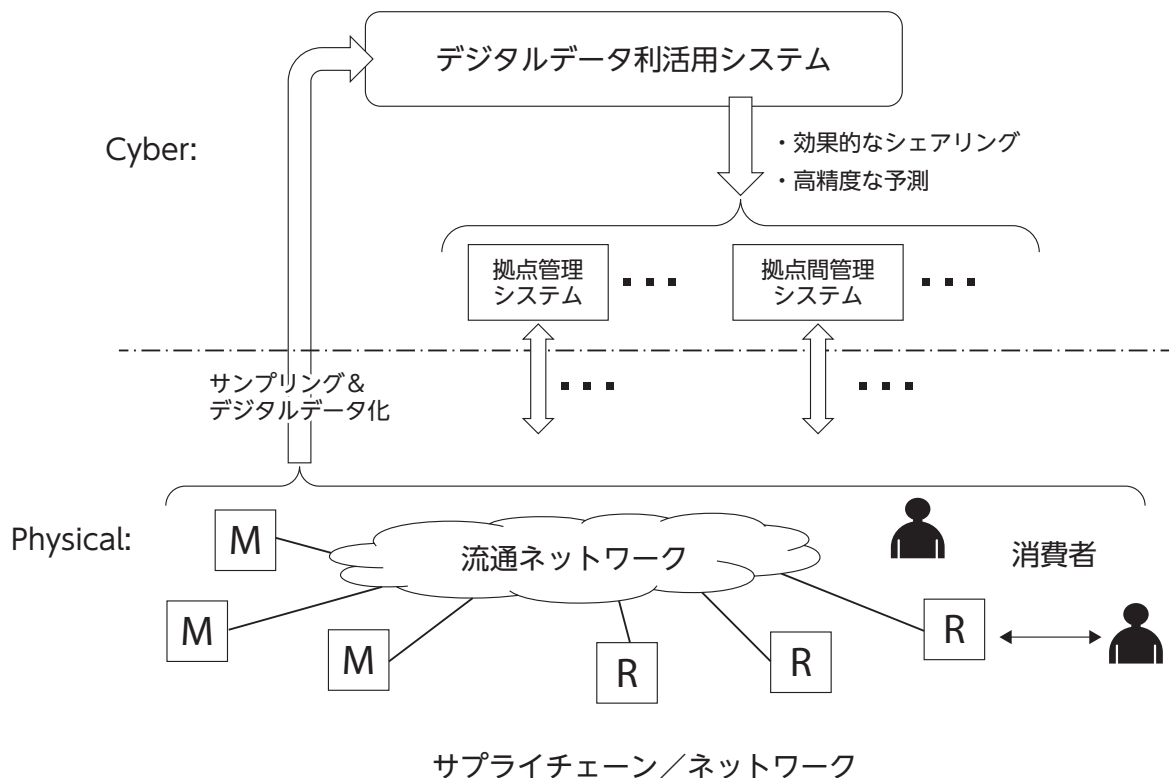 デジタルデータ利活用システム
Cyber:
・効果的なシェアリング
・高精度な予測
拠点管理
システム
拠点間管理
システム
サンプリング＆
デジタルデータ化
Physical:
M
流通ネットワーク
消費者
M
M
R
R
R
サプライチェーン／ネットワーク